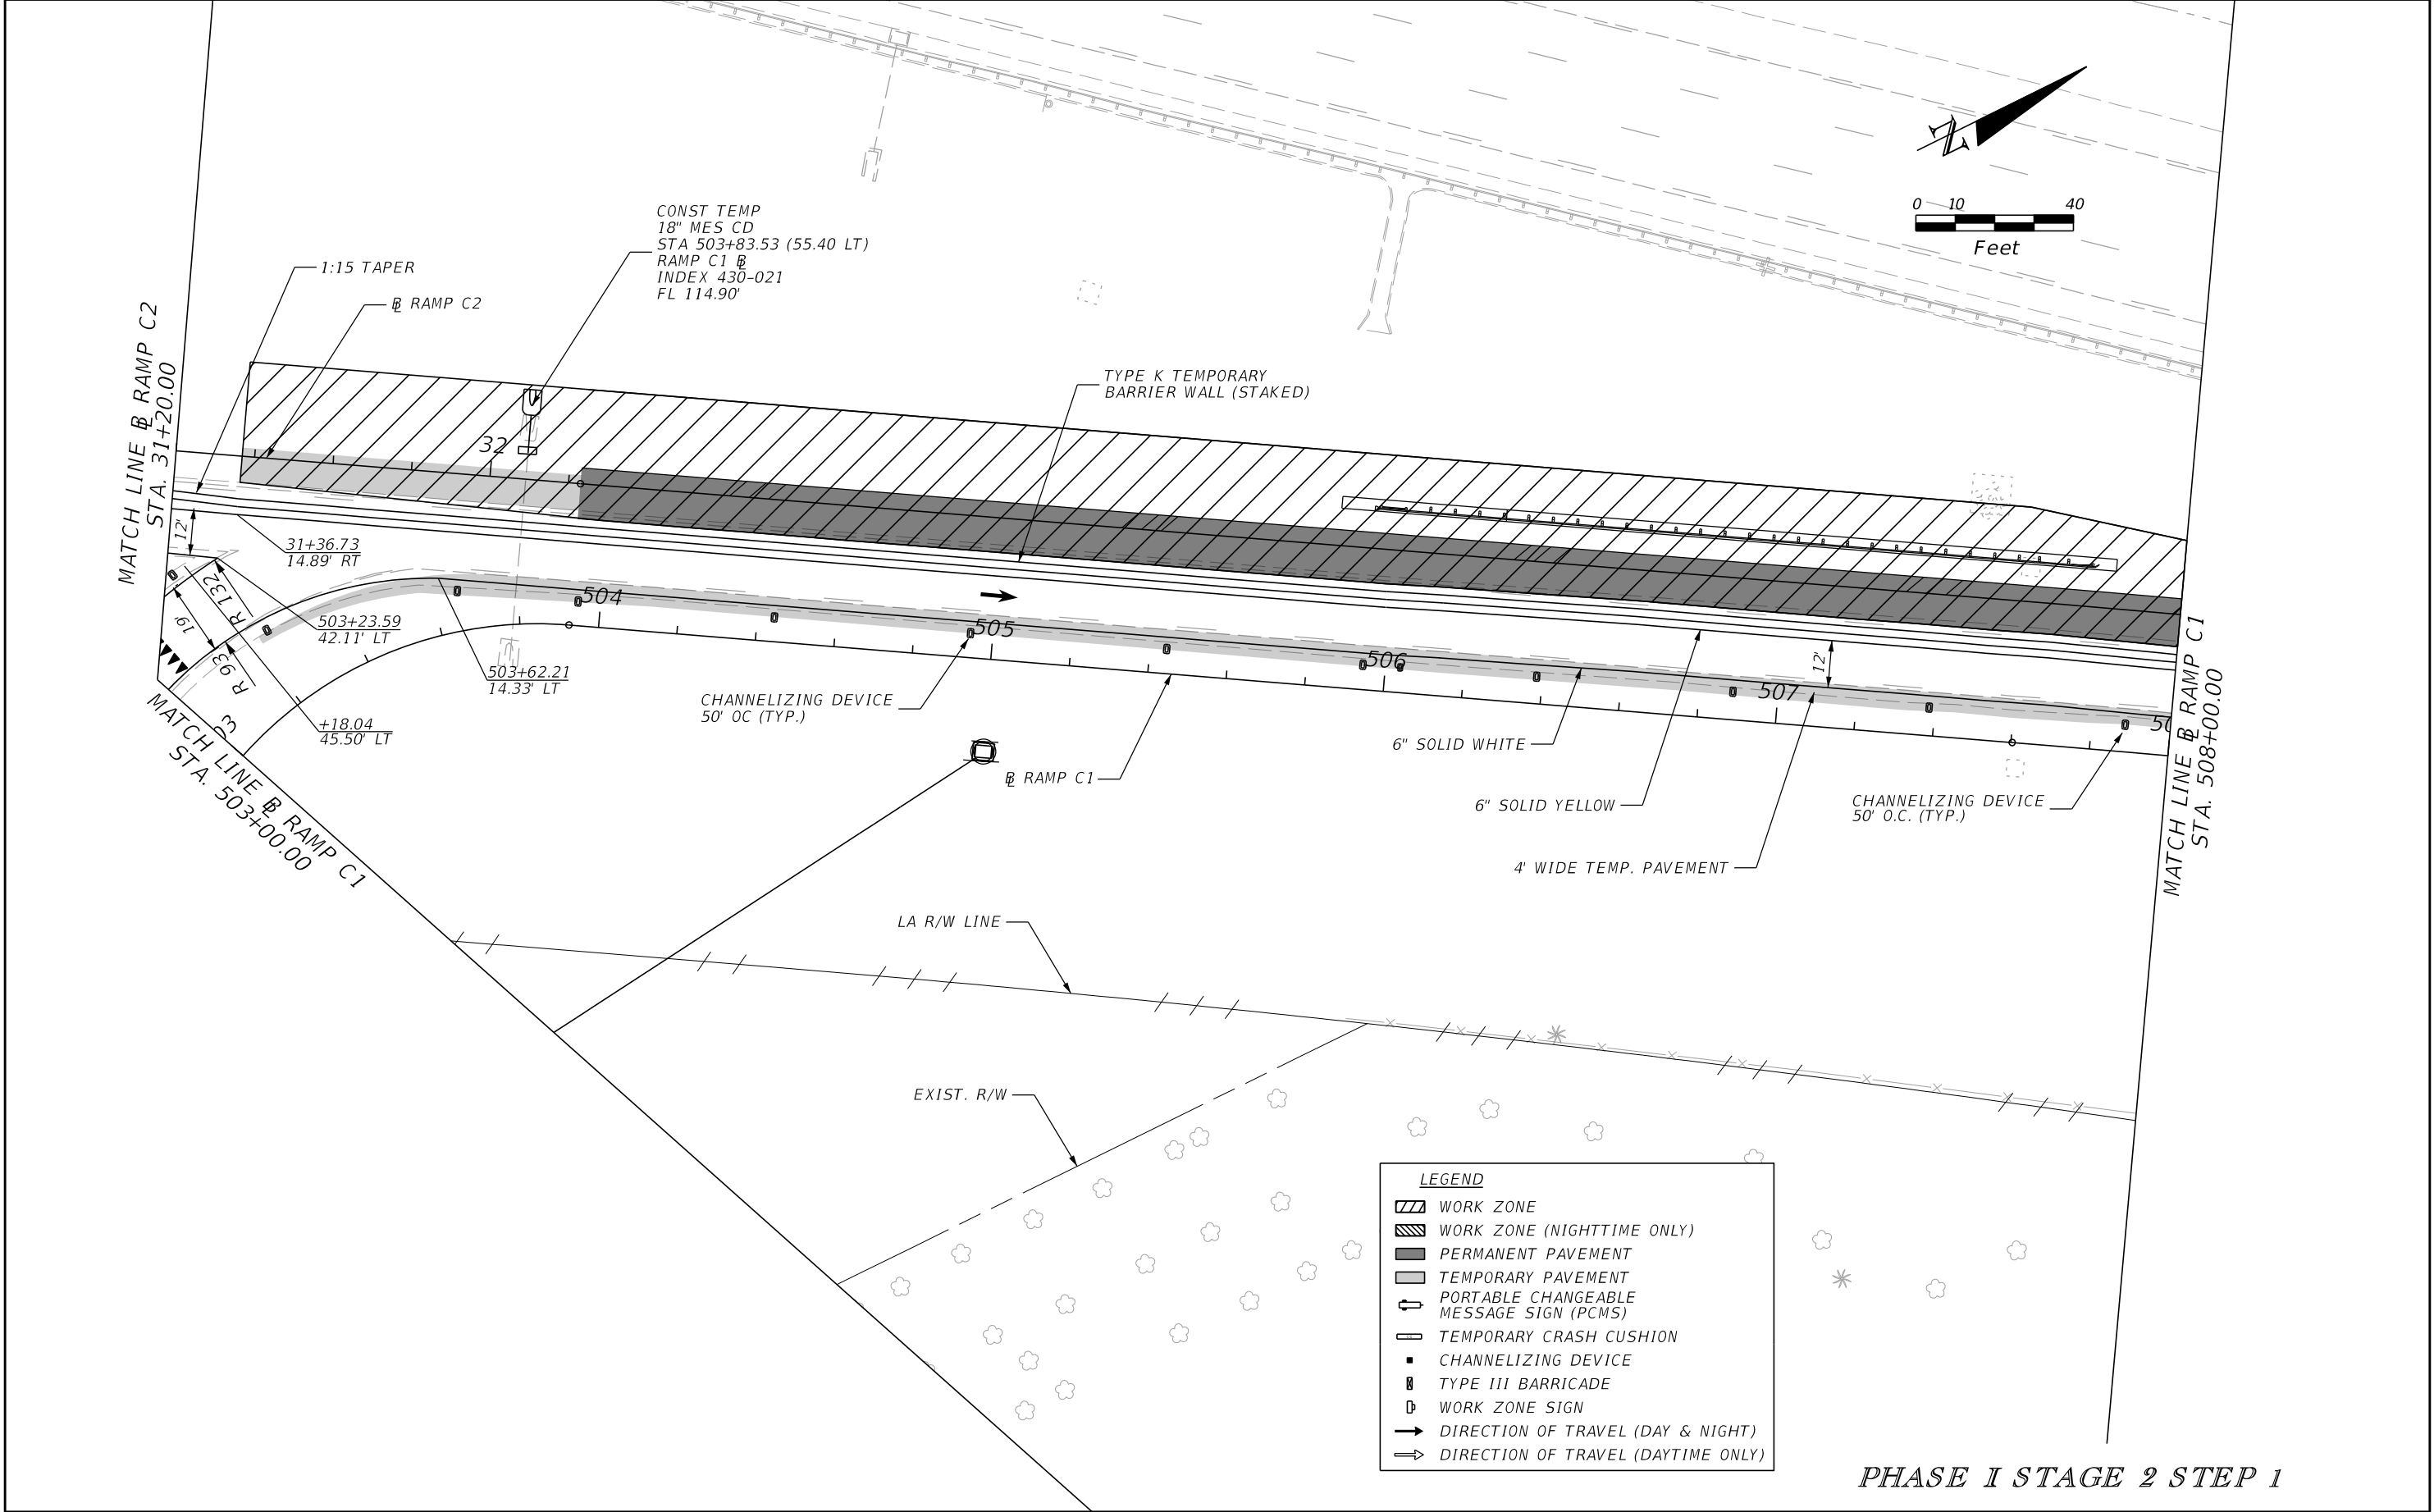 N
0 10 40
Feet
CONST TEMP
18" MES CD
STA 503+83.53 (55.40 LT)
RAMP C1 BL
INDEX 430-021
FL 114.90'
1:15 TAPER
BL RAMP C2
MATCH LINE BL RAMP C2
STA. 31+20.00
TYPE K TEMPORARY
BARRIER WALL (STAKED)
32
12'
31+36.73
14.89' RT
R 132
19'
R 93
503+23.59
42.11' LT
503+62.21
14.33' LT
+18.04
45.50' LT
504
505
506
507
50
12'
CHANNELIZING DEVICE
50' OC (TYP.)
BL RAMP C1
6" SOLID WHITE
6" SOLID YELLOW
4' WIDE TEMP. PAVEMENT
CHANNELIZING DEVICE
50' O.C. (TYP.)
MATCH LINE BL RAMP C1
STA. 508+00.00
MATCH LINE BL RAMP C1
STA. 503+00.00
LA R/W LINE
EXIST. R/W
LEGEND
WORK ZONE
WORK ZONE (NIGHTTIME ONLY)
PERMANENT PAVEMENT
TEMPORARY PAVEMENT
PORTABLE CHANGEABLE
MESSAGE SIGN (PCMS)
TEMPORARY CRASH CUSHION
CHANNELIZING DEVICE
TYPE III BARRICADE
WORK ZONE SIGN
DIRECTION OF TRAVEL (DAY & NIGHT)
DIRECTION OF TRAVEL (DAYTIME ONLY)
PHASE I STAGE 2 STEP 1